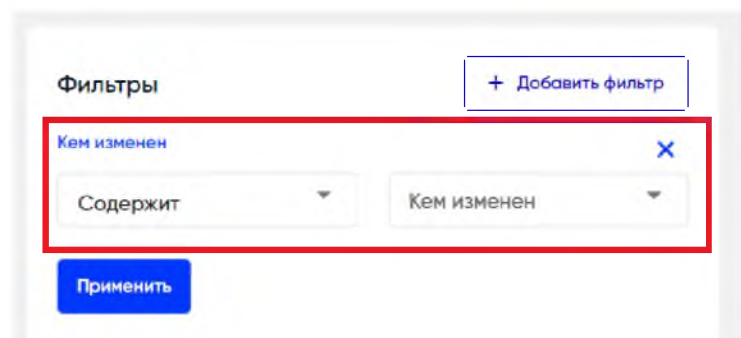 Фильтры
+ Добавить фильтр
Кем изменен
Содержит
Кем изменен
Применить